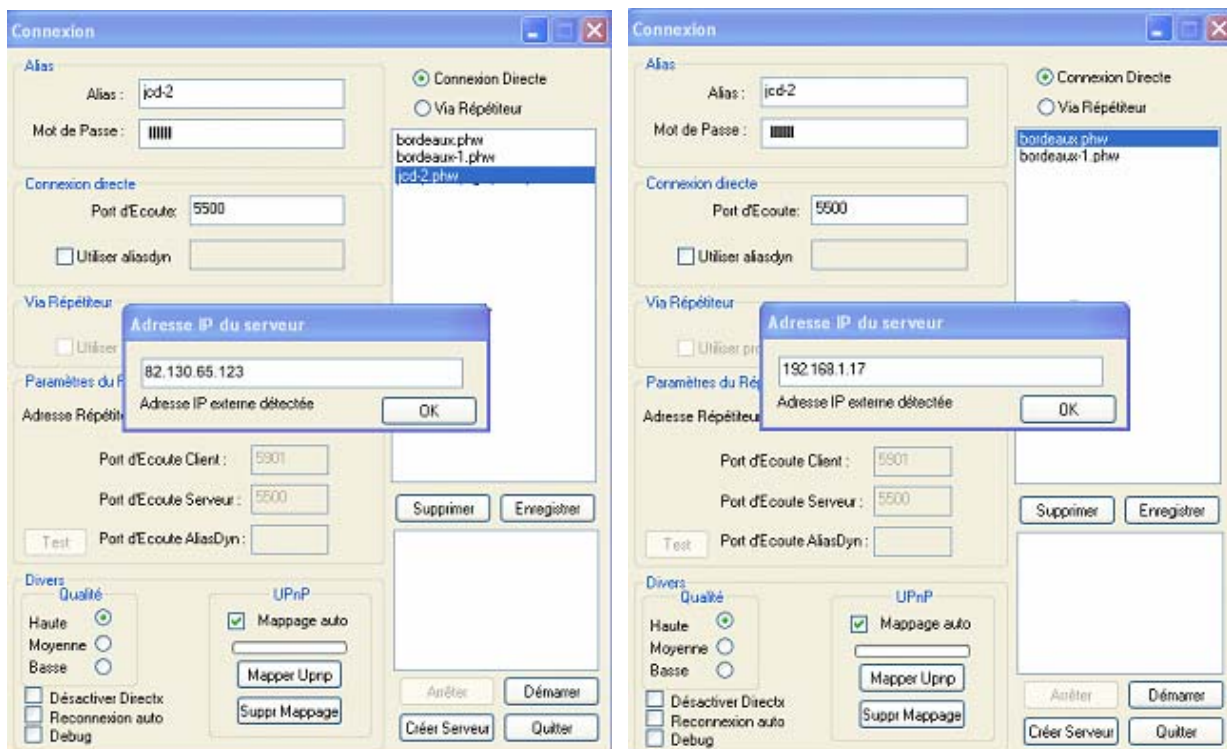 Connexion
Alias
Alias : jcd-2
Mot de Passe :
Connexion Directe
Via Répétiteur
bordeaux.phw
bordeaux-1.phw
jcd-2.phw
Connexion directe
Port d'Ecoute: 5500
Utiliser aliasdyn
Via Répétiteur
Utiliser
Adresse IP du serveur
82.130.65.123
Adresse IP externe détectée
OK
Paramètres du R
Adresse Répétite
Port d'Ecoute Client : 5901
Port d'Ecoute Serveur : 5500
Test
Port d'Ecoute AliasDyn :
Supprimer
Enregistrer
Divers
Qualité
Haute
Moyenne
Basse
UPnP
Mappage auto
Mapper Upnp
Suppr Mappage
Désactiver Directx
Reconnexion auto
Debug
Arrêter
Démarrer
Créer Serveur
Quitter
Connexion
Alias
Alias : jcd-2
Mot de Passe :
Connexion Directe
Via Répétiteur
bordeaux.phw
bordeaux-1.phw
Connexion directe
Port d'Ecoute: 5500
Utiliser aliasdyn
Via Répétiteur
Utiliser pro
Adresse IP du serveur
192.168.1.17
Adresse IP externe détectée
OK
Paramètres du Rép
Adresse Répétiteu
Port d'Ecoute Client : 5901
Port d'Ecoute Serveur : 5500
Test
Port d'Ecoute AliasDyn :
Supprimer
Enregistrer
Divers
Qualité
Haute
Moyenne
Basse
UPnP
Mappage auto
Mapper Upnp
Suppr Mappage
Désactiver Directx
Reconnexion auto
Debug
Arrêter
Démarrer
Créer Serveur
Quitter